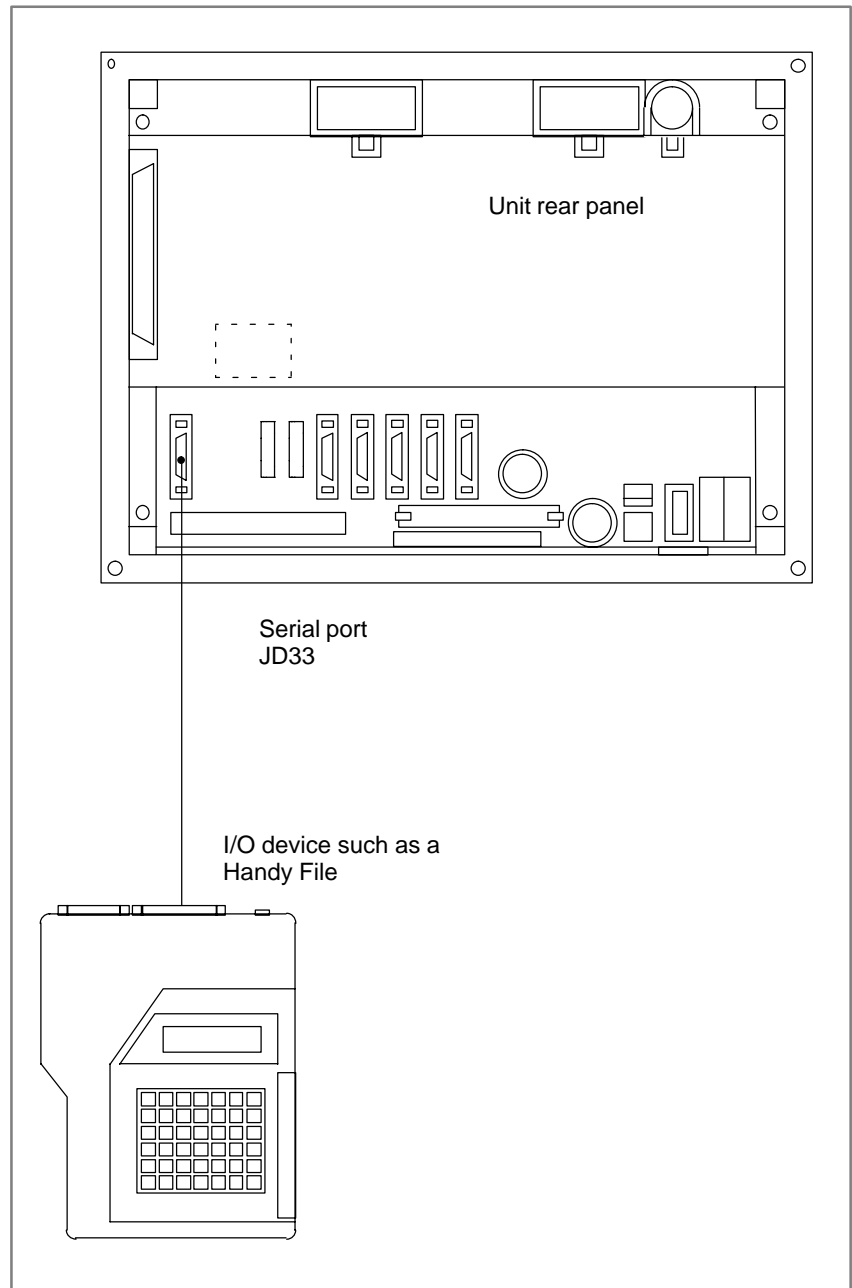 Unit rear panel
Serial port
JD33
I/O device such as a
Handy File